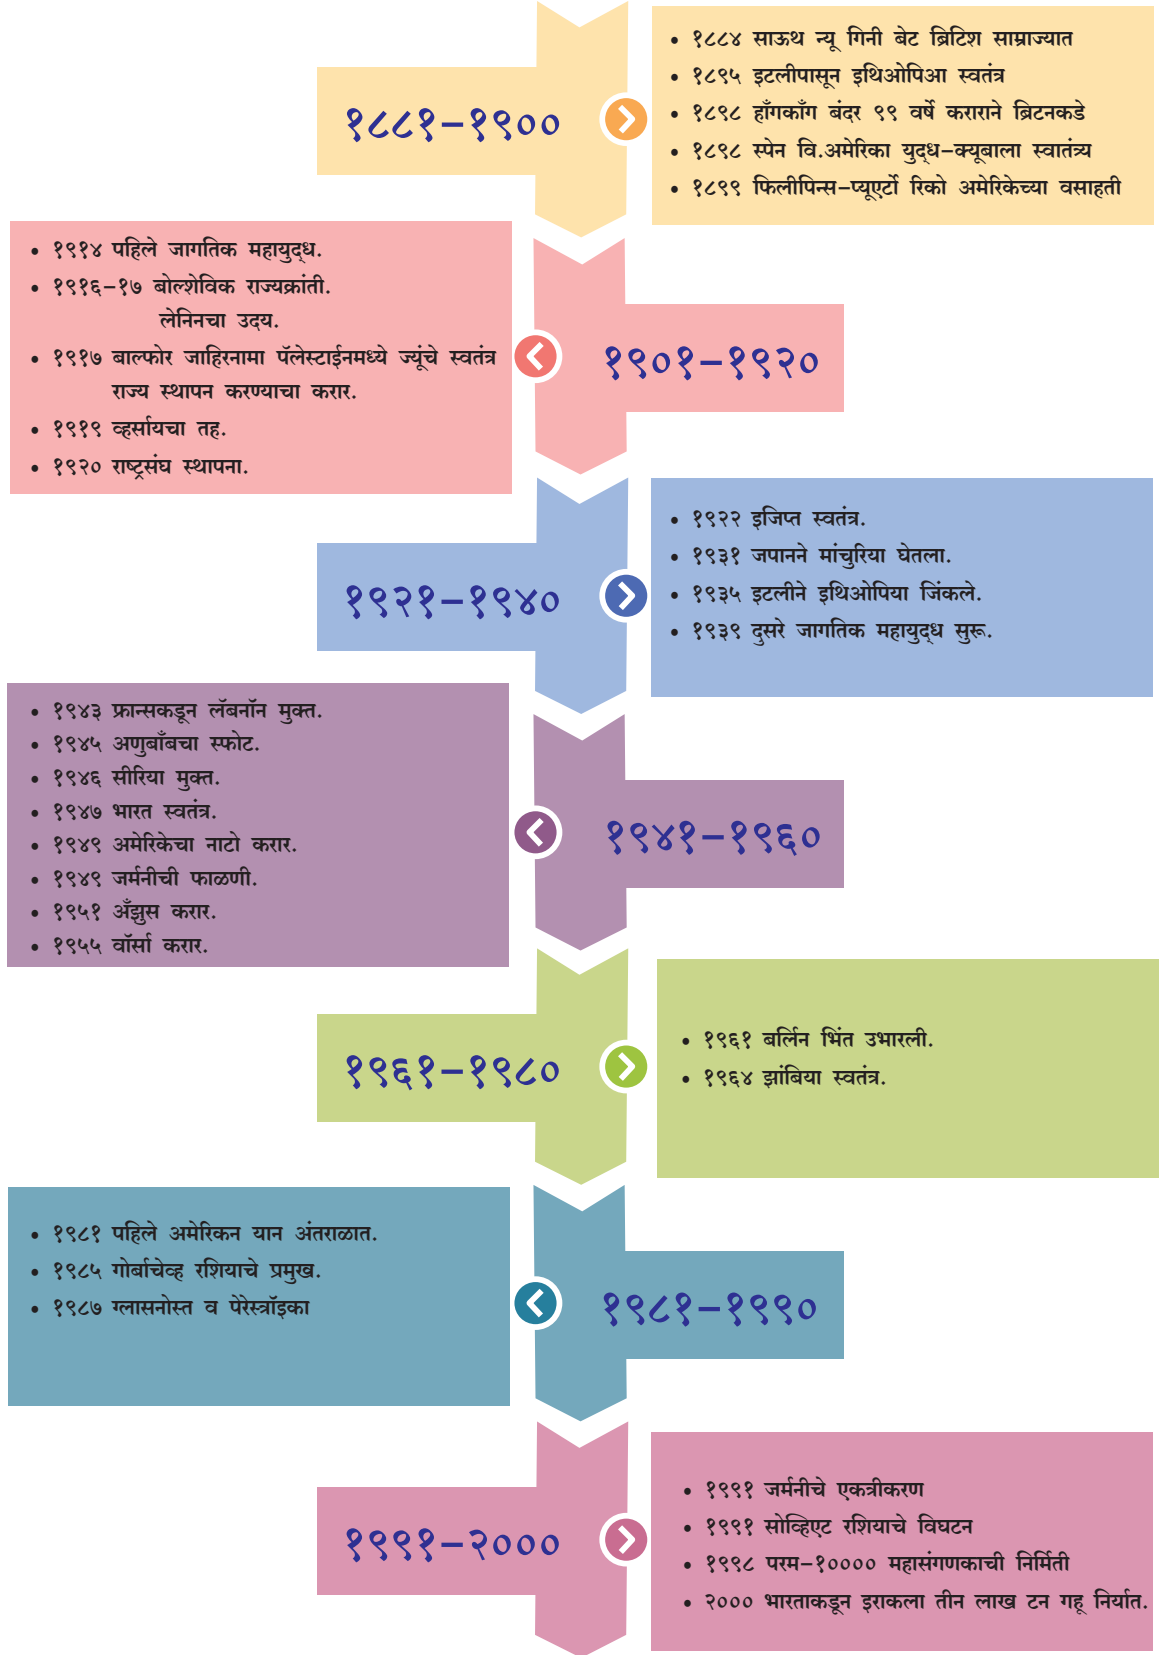 १८८१–१९००
• १८८४ साऊथ न्यू गिनी बेट ब्रिटिश साम्राज्यात
• १८९५ इटलीपासून इथिओपिआ स्वतंत्र
• १८९८ हाँगकाँग बंदर ९९ वर्षे कराराने ब्रिटनकडे
• १८९८ स्पेन वि.अमेरिका युद्ध–क्यूबाला स्वातंत्र्य
• १८९९ फिलीपिन्स–प्यूएर्टो रिको अमेरिकेच्या वसाहती
१९०१–१९२०
• १९१४ पहिले जागतिक महायुद्ध.
• १९१६–१७ बोल्शेविक राज्यक्रांती.
लेनिनचा उदय.
• १९१७ बाल्फोर जाहिरनामा पॅलेस्टाईनमध्ये ज्यूंचे स्वतंत्र
राज्य स्थापन करण्याचा करार.
• १९१९ व्हर्सायचा तह.
• १९२० राष्ट्रसंघ स्थापना.
१९२१–१९४०
• १९२२ इजिप्त स्वतंत्र.
• १९३१ जपानने मांचुरिया घेतला.
• १९३५ इटलीने इथिओपिया जिंकले.
• १९३९ दुसरे जागतिक महायुद्ध सुरू.
१९४१–१९६०
• १९४३ फ्रान्सकडून लॅबनॉन मुक्त.
• १९४५ अणुबाँबचा स्फोट.
• १९४६ सीरिया मुक्त.
• १९४७ भारत स्वतंत्र.
• १९४९ अमेरिकेचा नाटो करार.
• १९४९ जर्मनीची फाळणी.
• १९५१ अँझुस करार.
• १९५५ वॉर्सा करार.
१९६१–१९८०
• १९६१ बर्लिन भिंत उभारली.
• १९६४ झांबिया स्वतंत्र.
१९८१–१९९०
• १९८१ पहिले अमेरिकन यान अंतराळात.
• १९८५ गोर्बाचेव्ह रशियाचे प्रमुख.
• १९८७ ग्लासनोस्त व पेरेस्त्रॉइका
१९९१–२०००
• १९९१ जर्मनीचे एकत्रीकरण
• १९९१ सोव्हिएट रशियाचे विघटन
• १९९८ परम–१०००० महासंगणकाची निर्मिती
• २००० भारताकडून इराकला तीन लाख टन गहू निर्यात.